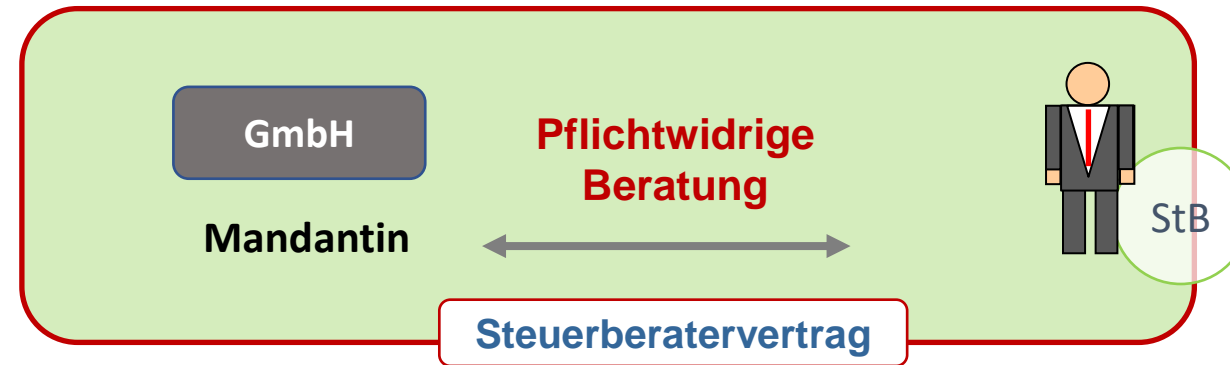 GmbH
Mandantin
Pflichtwidrige
Beratung
StB
Steuerberatervertrag